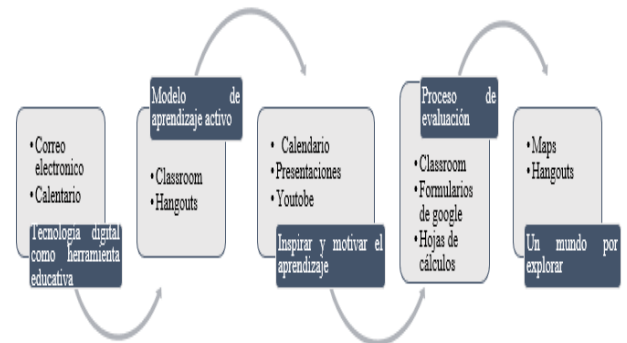 •Correo
electronico
•Calentario
Tecnología digital
como herramienta
educativa
Modelo de
aprendizaje activo
•Classroom
•Hangouts
• Calendario
•Presentaciones
•Youtobe
Inspirar y motivar el
aprendizaje
Proceso de
evaluación
•Classroom
•Formularios
de google
•Hojas de
cálculos
•Maps
•Hangouts
Un mundo por
explorar